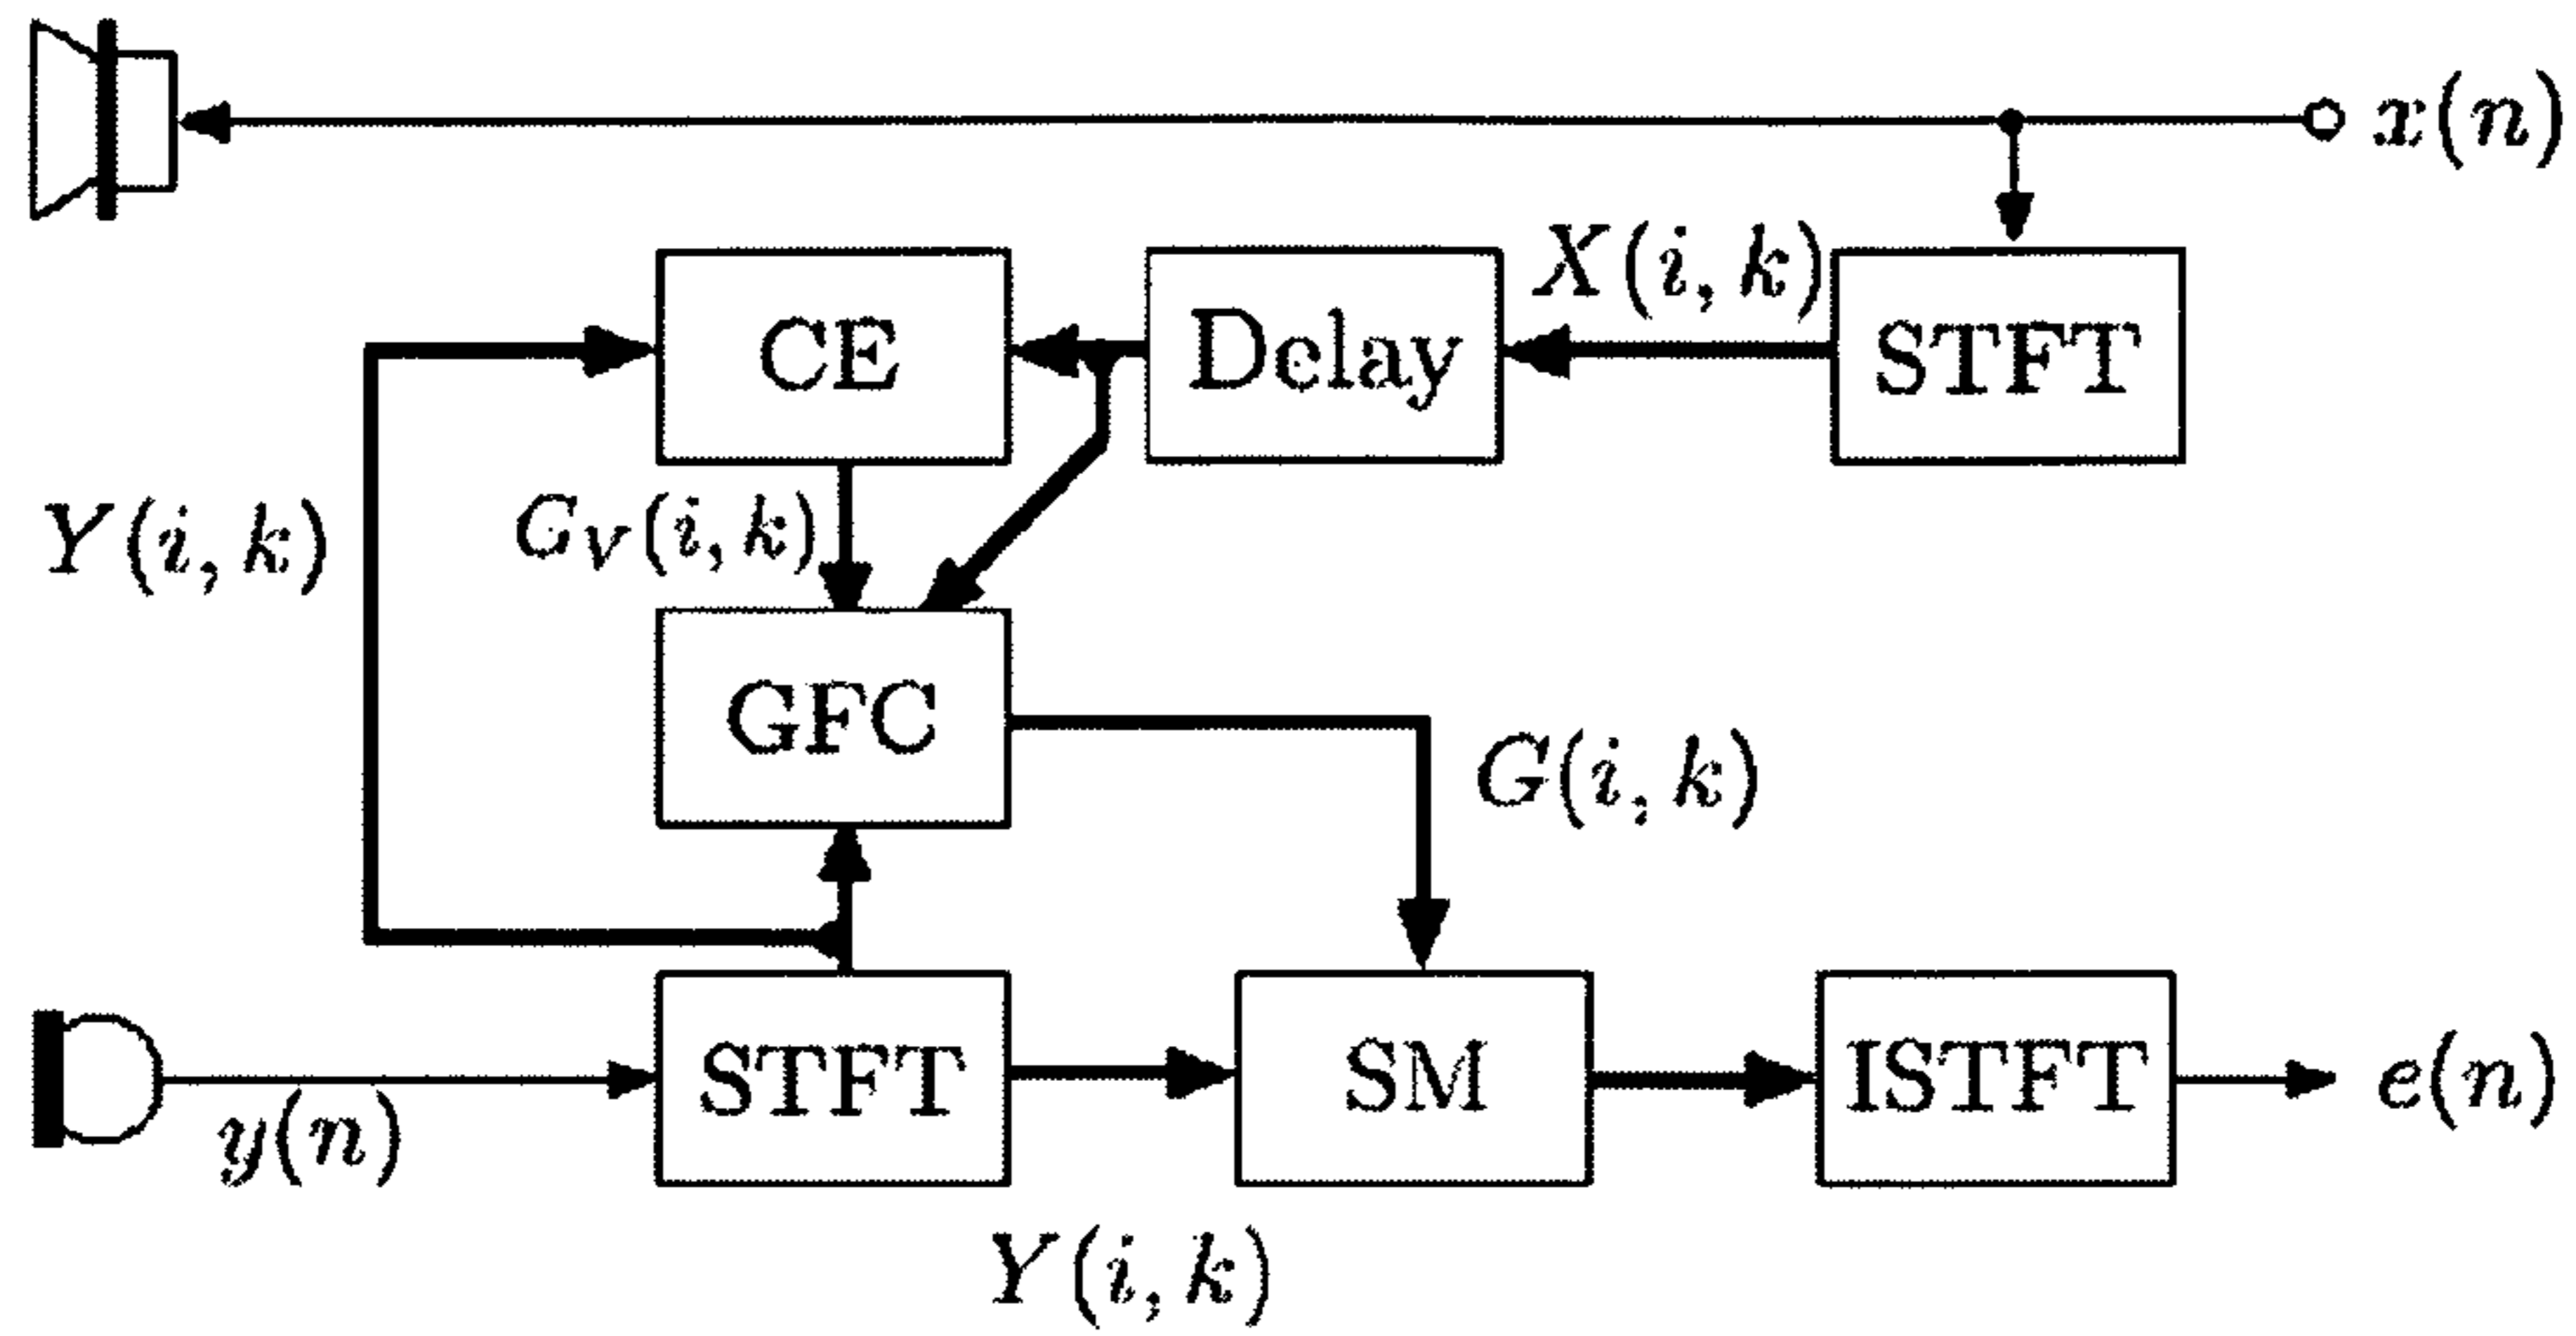 x(n)
X(i, k)
CE
Delay
STFT
Y(i, k)
G_V(i, k)
GFC
G(i, k)
STFT
SM
ISTFT
e(n)
y(n)
Y(i, k)